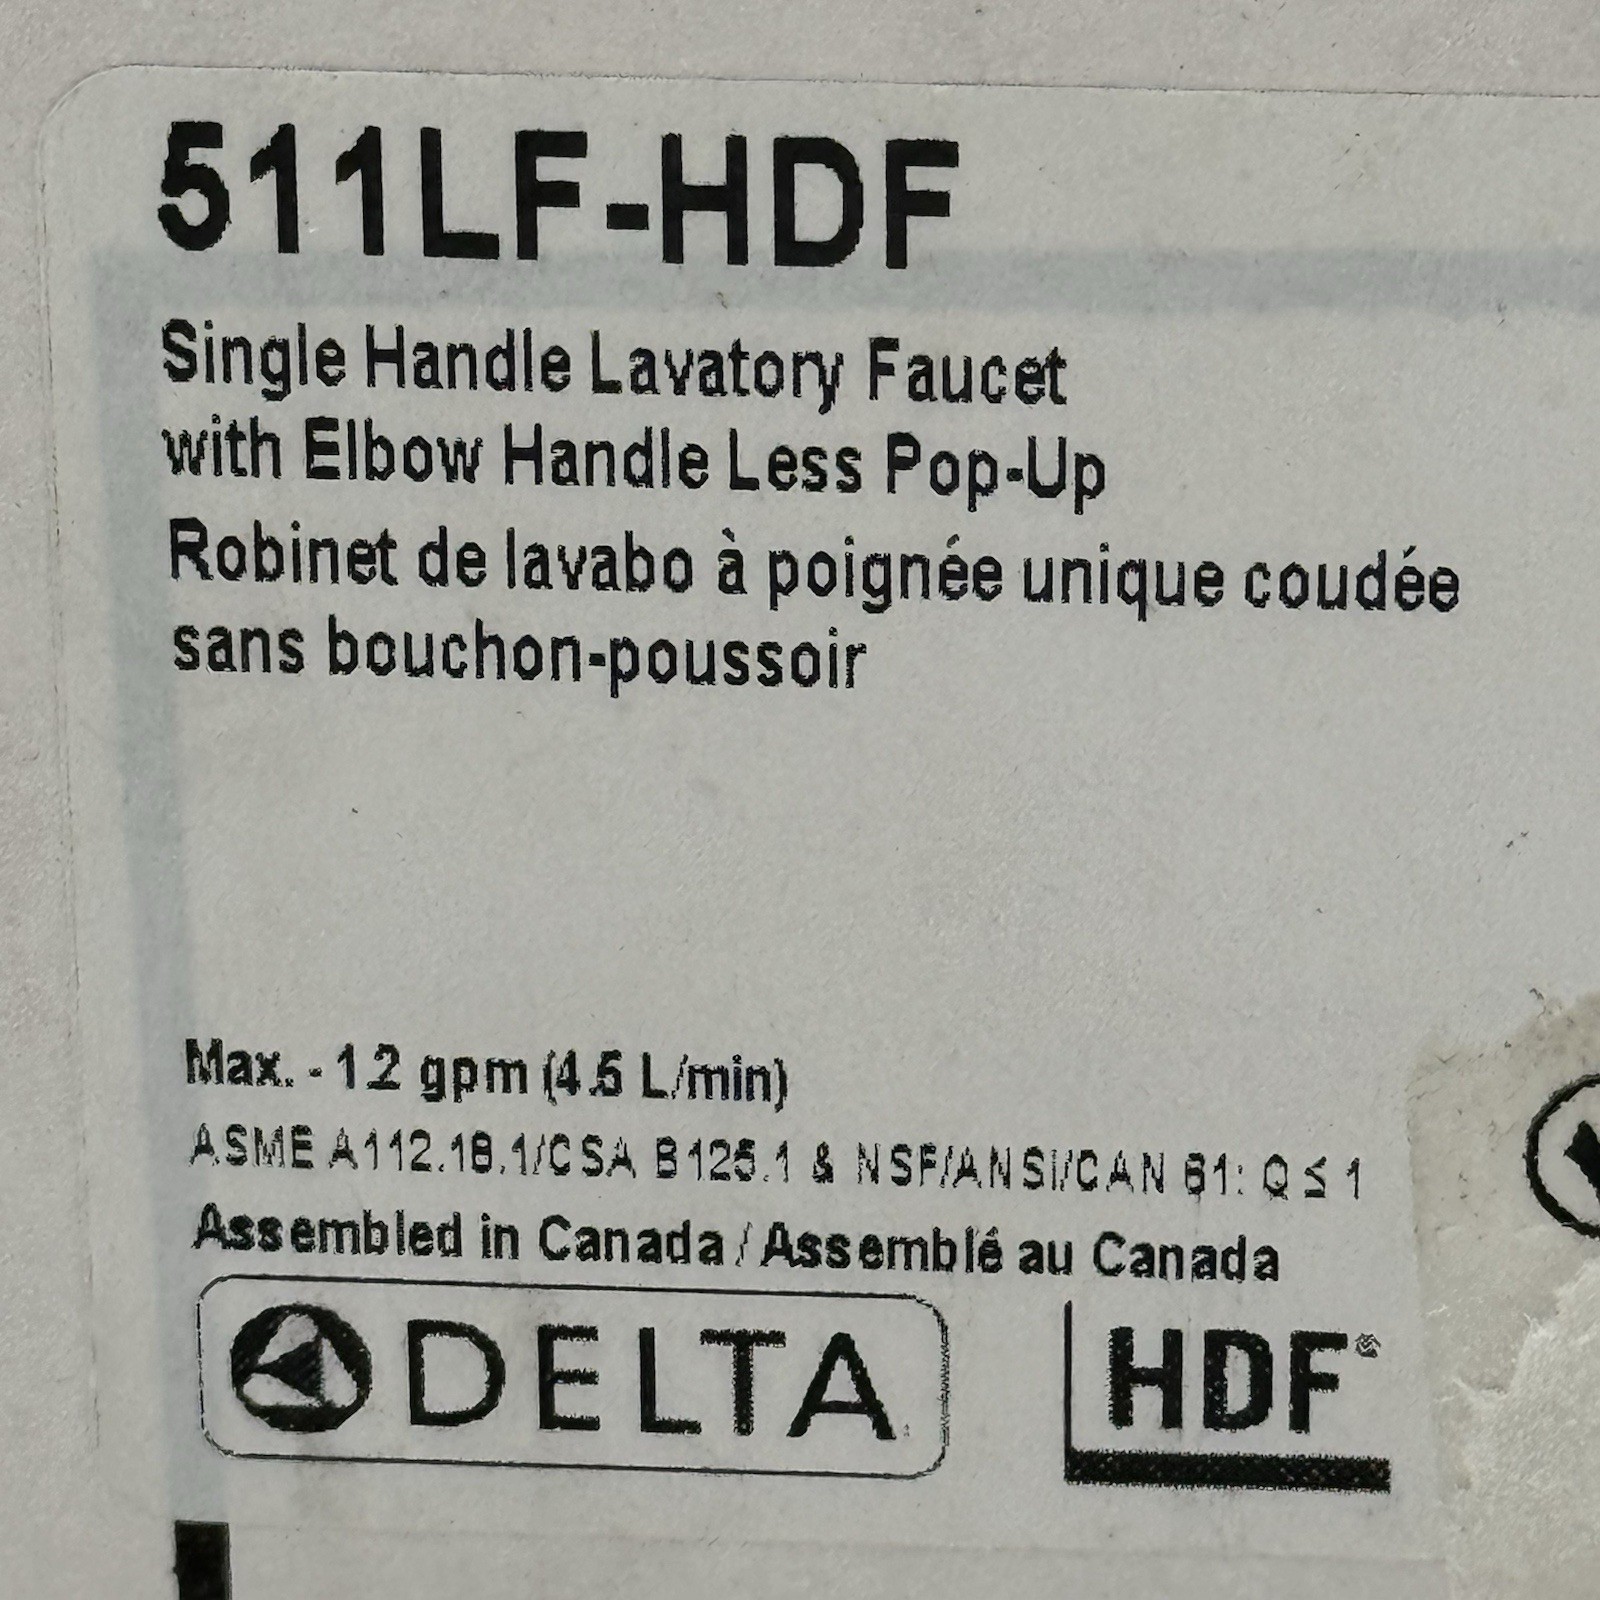 511LF-HDF
Single Handle Lavatory Faucet
with Elbow Handle Less Pop-Up
Robinet de lavabo à poignée unique coudée
sans bouchon-poussoir
Max. - 1.2 gpm (4.5 L/min)
ASME A112.18.1/CSA B125.1 & NSF/ANSI/CAN 61: Q ≤ 1
Assembled in Canada / Assemblé au Canada
DELTA
HDF®